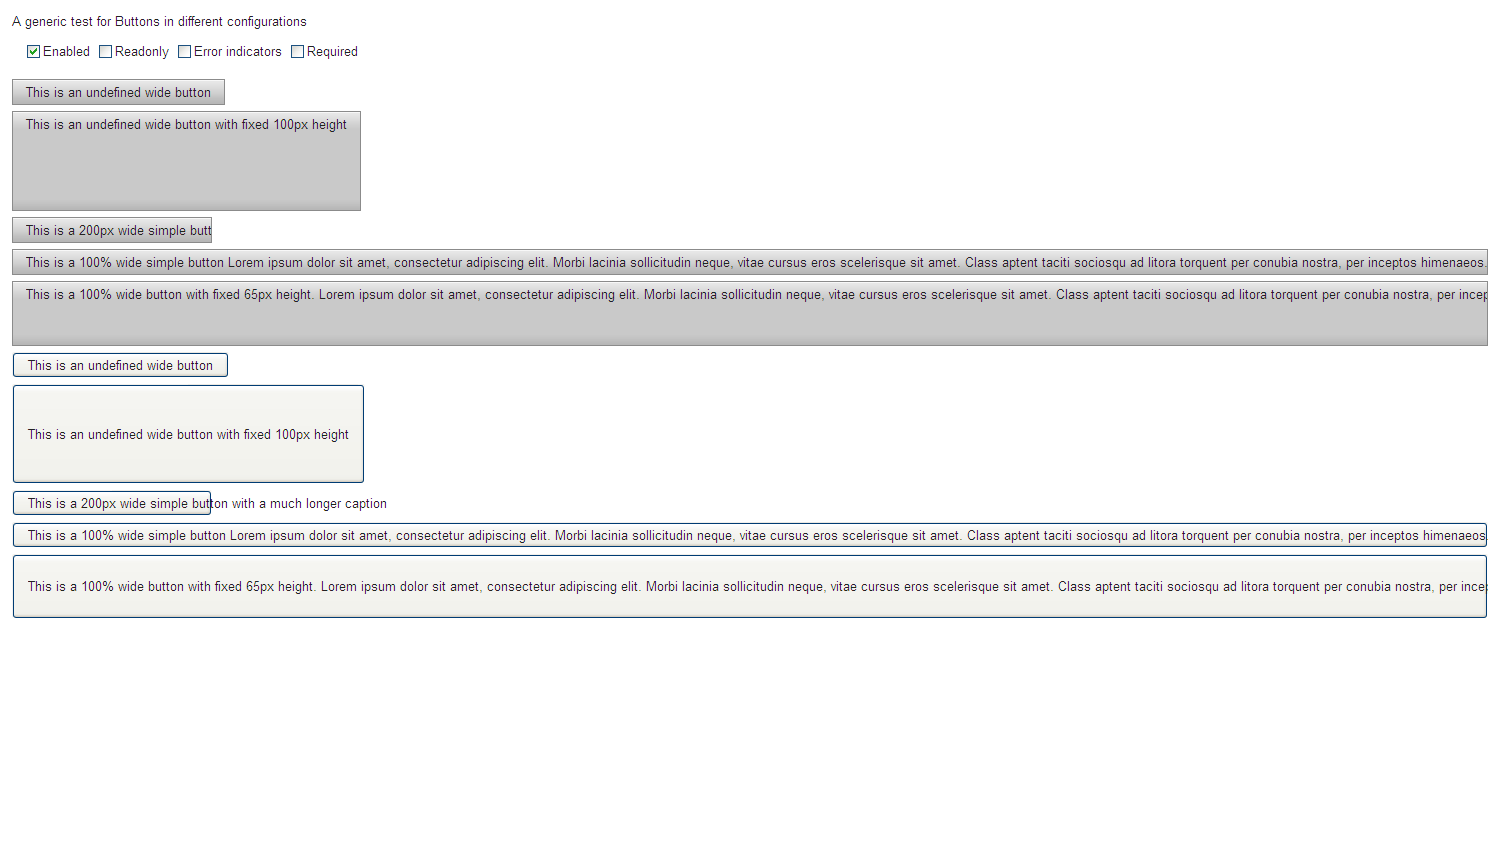 A generic test for Buttons in different configurations
Enabled Readonly Error indicators Required
This is an undefined wide button
This is an undefined wide button with fixed 100px height
This is a 200px wide simple butt
This is a 100% wide simple button Lorem ipsum dolor sit amet, consectetur adipiscing elit. Morbi lacinia sollicitudin neque, vitae cursus eros scelerisque sit amet. Class aptent taciti sociosqu ad litora torquent per conubia nostra, per inceptos himenaeos.
This is a 100% wide button with fixed 65px height. Lorem ipsum dolor sit amet, consectetur adipiscing elit. Morbi lacinia sollicitudin neque, vitae cursus eros scelerisque sit amet. Class aptent taciti sociosqu ad litora torquent per conubia nostra, per incep
This is an undefined wide button
This is an undefined wide button with fixed 100px height
This is a 200px wide simple button with a much longer caption
This is a 100% wide simple button Lorem ipsum dolor sit amet, consectetur adipiscing elit. Morbi lacinia sollicitudin neque, vitae cursus eros scelerisque sit amet. Class aptent taciti sociosqu ad litora torquent per conubia nostra, per inceptos himenaeos
This is a 100% wide button with fixed 65px height. Lorem ipsum dolor sit amet, consectetur adipiscing elit. Morbi lacinia sollicitudin neque, vitae cursus eros scelerisque sit amet. Class aptent taciti sociosqu ad litora torquent per conubia nostra, per ince